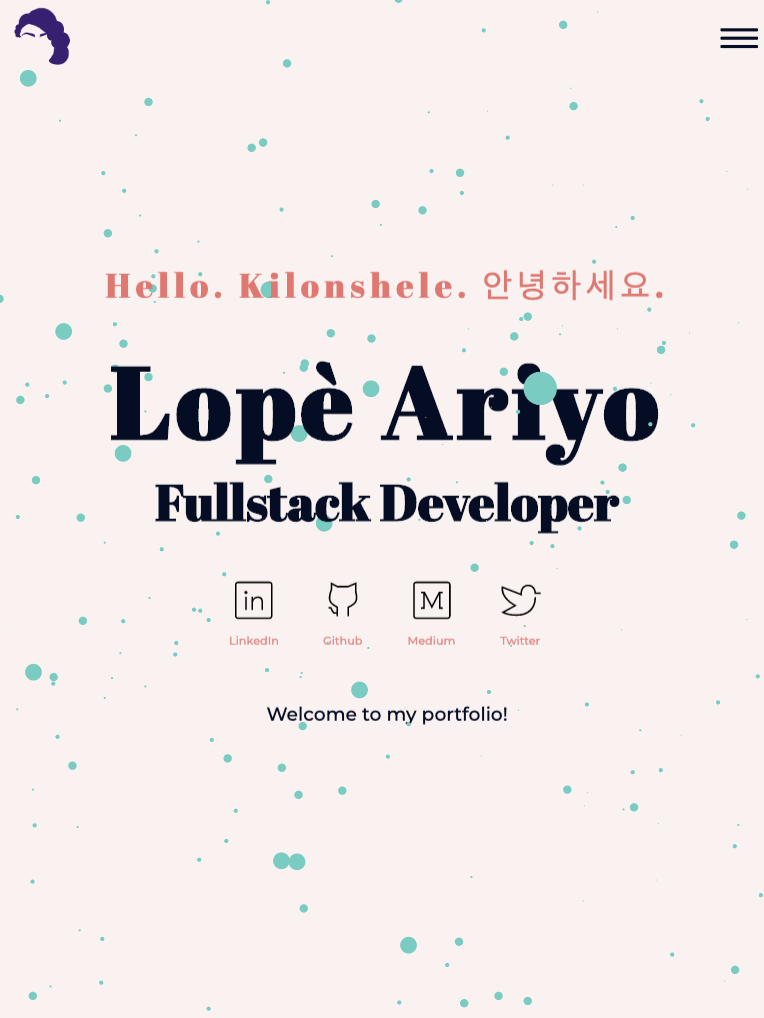 Hello. Kilonshele. 안녕하세요.
Lopè Ariyo
Fullstack Developer
LinkedIn Github Medium Twitter
Welcome to my portfolio!